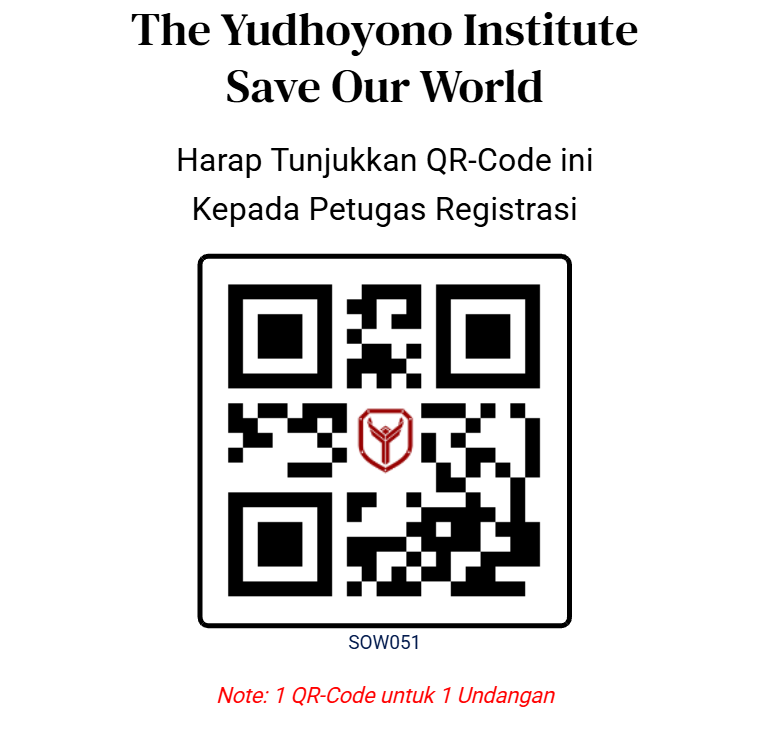 The Yudhoyono Institute
Save Our World
Harap Tunjukkan QR-Code ini
Kepada Petugas Registrasi
SOW051
Note: 1 QR-Code untuk 1 Undangan